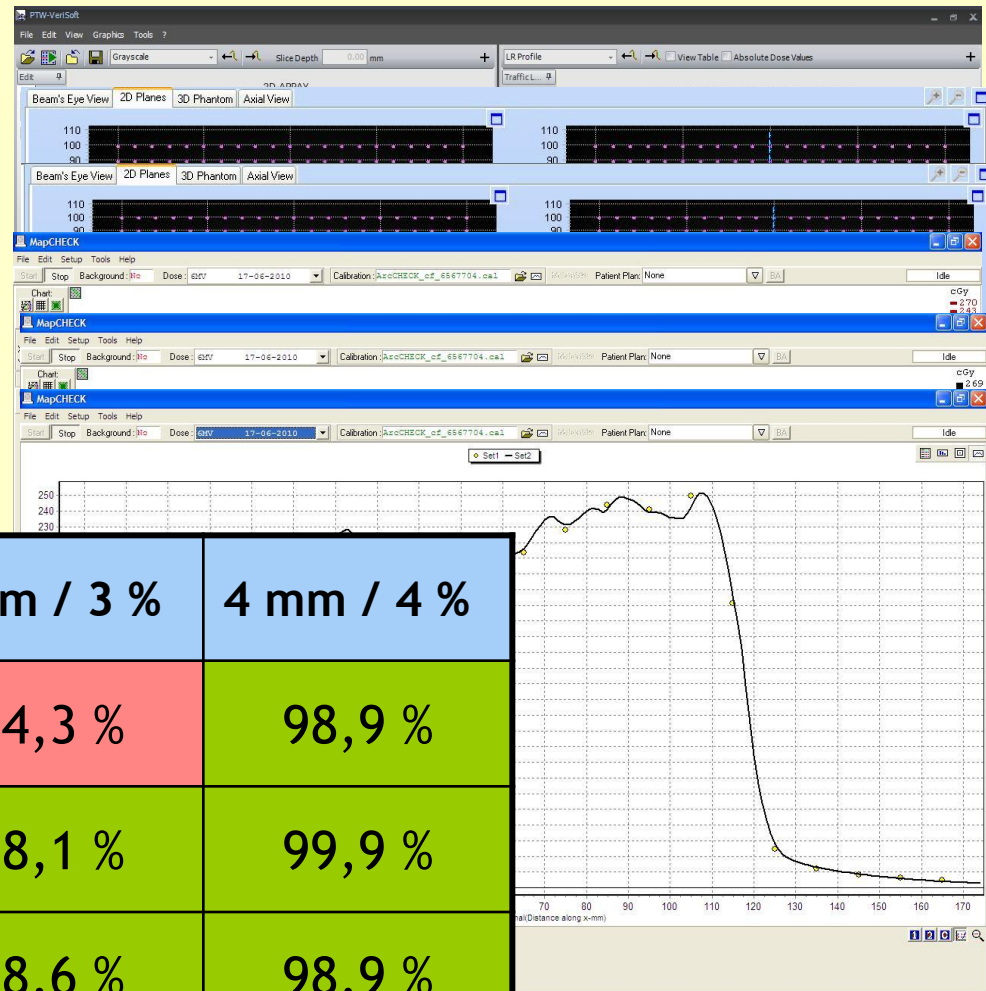 PTW-VeriSoft
File Edit View Graphics Tools ?
Grayscale Slice Depth 0.00 mm LR Profile View Table Absolute Dose Values
Edit Traffic L...
2D ARRAY
Beam's Eye View 2D Planes 3D Phantom Axial View
110 110
100 100
90 90
Beam's Eye View 2D Planes 3D Phantom Axial View
110 110
100 100
90 90
MapCHECK
File Edit Setup Tools Help
Start Stop Background: No Dose: 6MV 17-06-2010 Calibration: ArcCHECK_cf_6567704.cal Patient Plan: None BA Idle
Chart: cGy
270
243
MapCHECK
File Edit Setup Tools Help
Start Stop Background: No Dose: 6MV 17-06-2010 Calibration: ArcCHECK_cf_6567704.cal Patient Plan: None BA Idle
Chart: cGy
269
MapCHECK
File Edit Setup Tools Help
Start Stop Background: No Dose: 6MV 17-06-2010 Calibration: ArcCHECK_cf_6567704.cal Patient Plan: None BA Idle
Set1 Set2
250
240
230
m / 3 % 4 mm / 4 %
4,3 % 98,9 %
8,1 % 99,9 %
8,6 % 98,9 %
70 80 90 100 110 120 130 140 150 160 170
nal(Distance along x-mm)
1 2 C